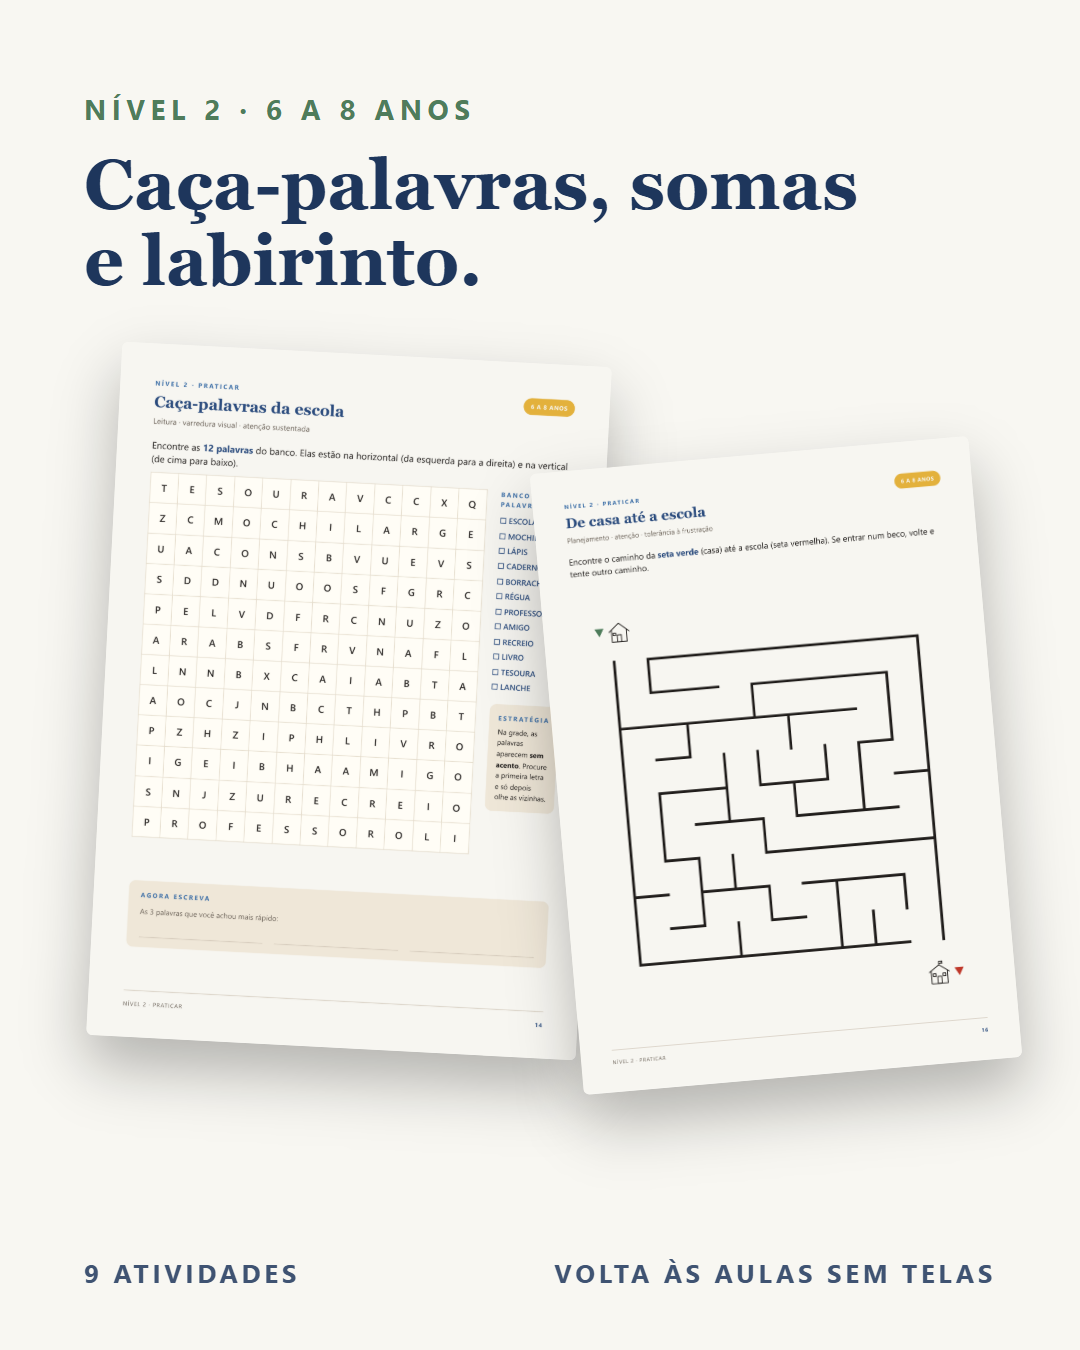 NÍVEL 2 · 6 A 8 ANOS
Caça-palavras, somas
e labirinto.
NÍVEL 2 · PRATICAR
6 A 8 ANOS
Caça-palavras da escola
Leitura · varredura visual · atenção sustentada
Encontre as 12 palavras do banco. Elas estão na horizontal (da esquerda para a direita) e na vertical
(de cima para baixo).
T E S O U R A V C C X Q
Z C M O C H I L A R G E
U A C O N S B V U E V S
S D D N U O O S F G R C
P E L V D F R C N U Z O
A R A B S F R V N A F L
L N N B X C A I A B T A
A O C J N B C T H P B T
P Z H Z I P H L I V R O
I G E I B H A A M I G O
S N J Z U R E C R E I O
P R O F E S S O R O L I
BANCO
PALAVR
ESCOLA
MOCHI
LÁPIS
CADERN
BORRACH
RÉGUA
PROFESSO
AMIGO
RECREIO
LIVRO
TESOURA
LANCHE
ESTRATÉGIA
Na grade, as
palavras
aparecem sem
acento. Procure
a primeira letra
e só depois
olhe as vizinhas.
AGORA ESCREVA
As 3 palavras que você achou mais rápido:
NÍVEL 2 · PRATICAR
14
NÍVEL 2 · PRATICAR
6 A 8 ANOS
De casa até a escola
Planejamento · atenção · tolerância à frustração
Encontre o caminho da seta verde (casa) até a escola (seta vermelha). Se entrar num beco, volte e
tente outro caminho.
NÍVEL 2 · PRATICAR
16
9 ATIVIDADES
VOLTA ÀS AULAS SEM TELAS